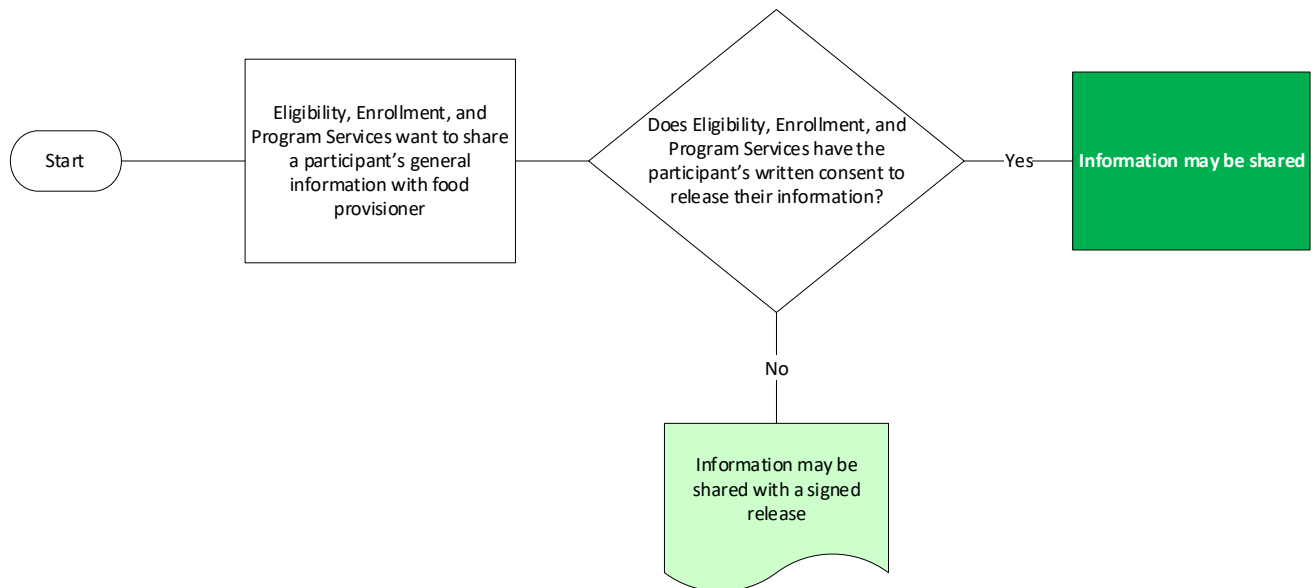 Start
Eligibility, Enrollment, and
Program Services want to share
a participant’s general
information with food
provisioner
Does Eligibility, Enrollment, and
Program Services have the
participant’s written consent to
release their information?
Yes
Information may be shared
No
Information may be
shared with a signed
release